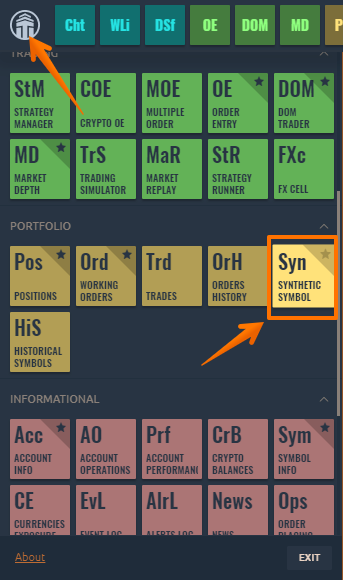 Cht WLi DSf OE DOM MD P
TRADING
StM COE MOE OE DOM
STRATEGY MANAGER CRYPTO OE MULTIPLE ORDER ORDER ENTRY DOM TRADER
MD TrS MaR StR FXc
MARKET DEPTH TRADING SIMULATOR MARKET REPLAY STRATEGY RUNNER FX CELL
PORTFOLIO
Pos Ord Trd OrH Syn
POSITIONS WORKING ORDERS TRADES ORDERS HISTORY SYNTHETIC SYMBOL
HiS
HISTORICAL SYMBOLS
INFORMATIONAL
Acc AO Prf CrB Sym
ACCOUNT INFO ACCOUNT OPERATIONS ACCOUNT PERFORMAN CRYPTO BALANCES SYMBOL INFO
CE EvL AlrL News Ops
CURRENCIES EXPOSURE EVENT LOG ALERTS LOG NEWS ORDER PLACING
About EXIT